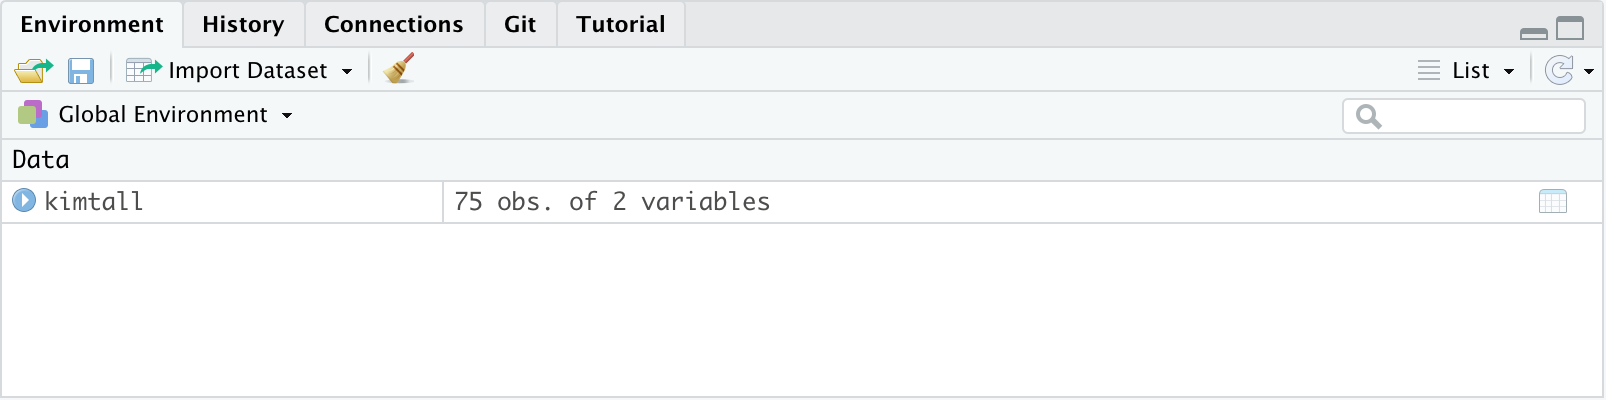 Environment History Connections Git Tutorial
Import Dataset List
Global Environment
Data
kimtall 75 obs. of 2 variables